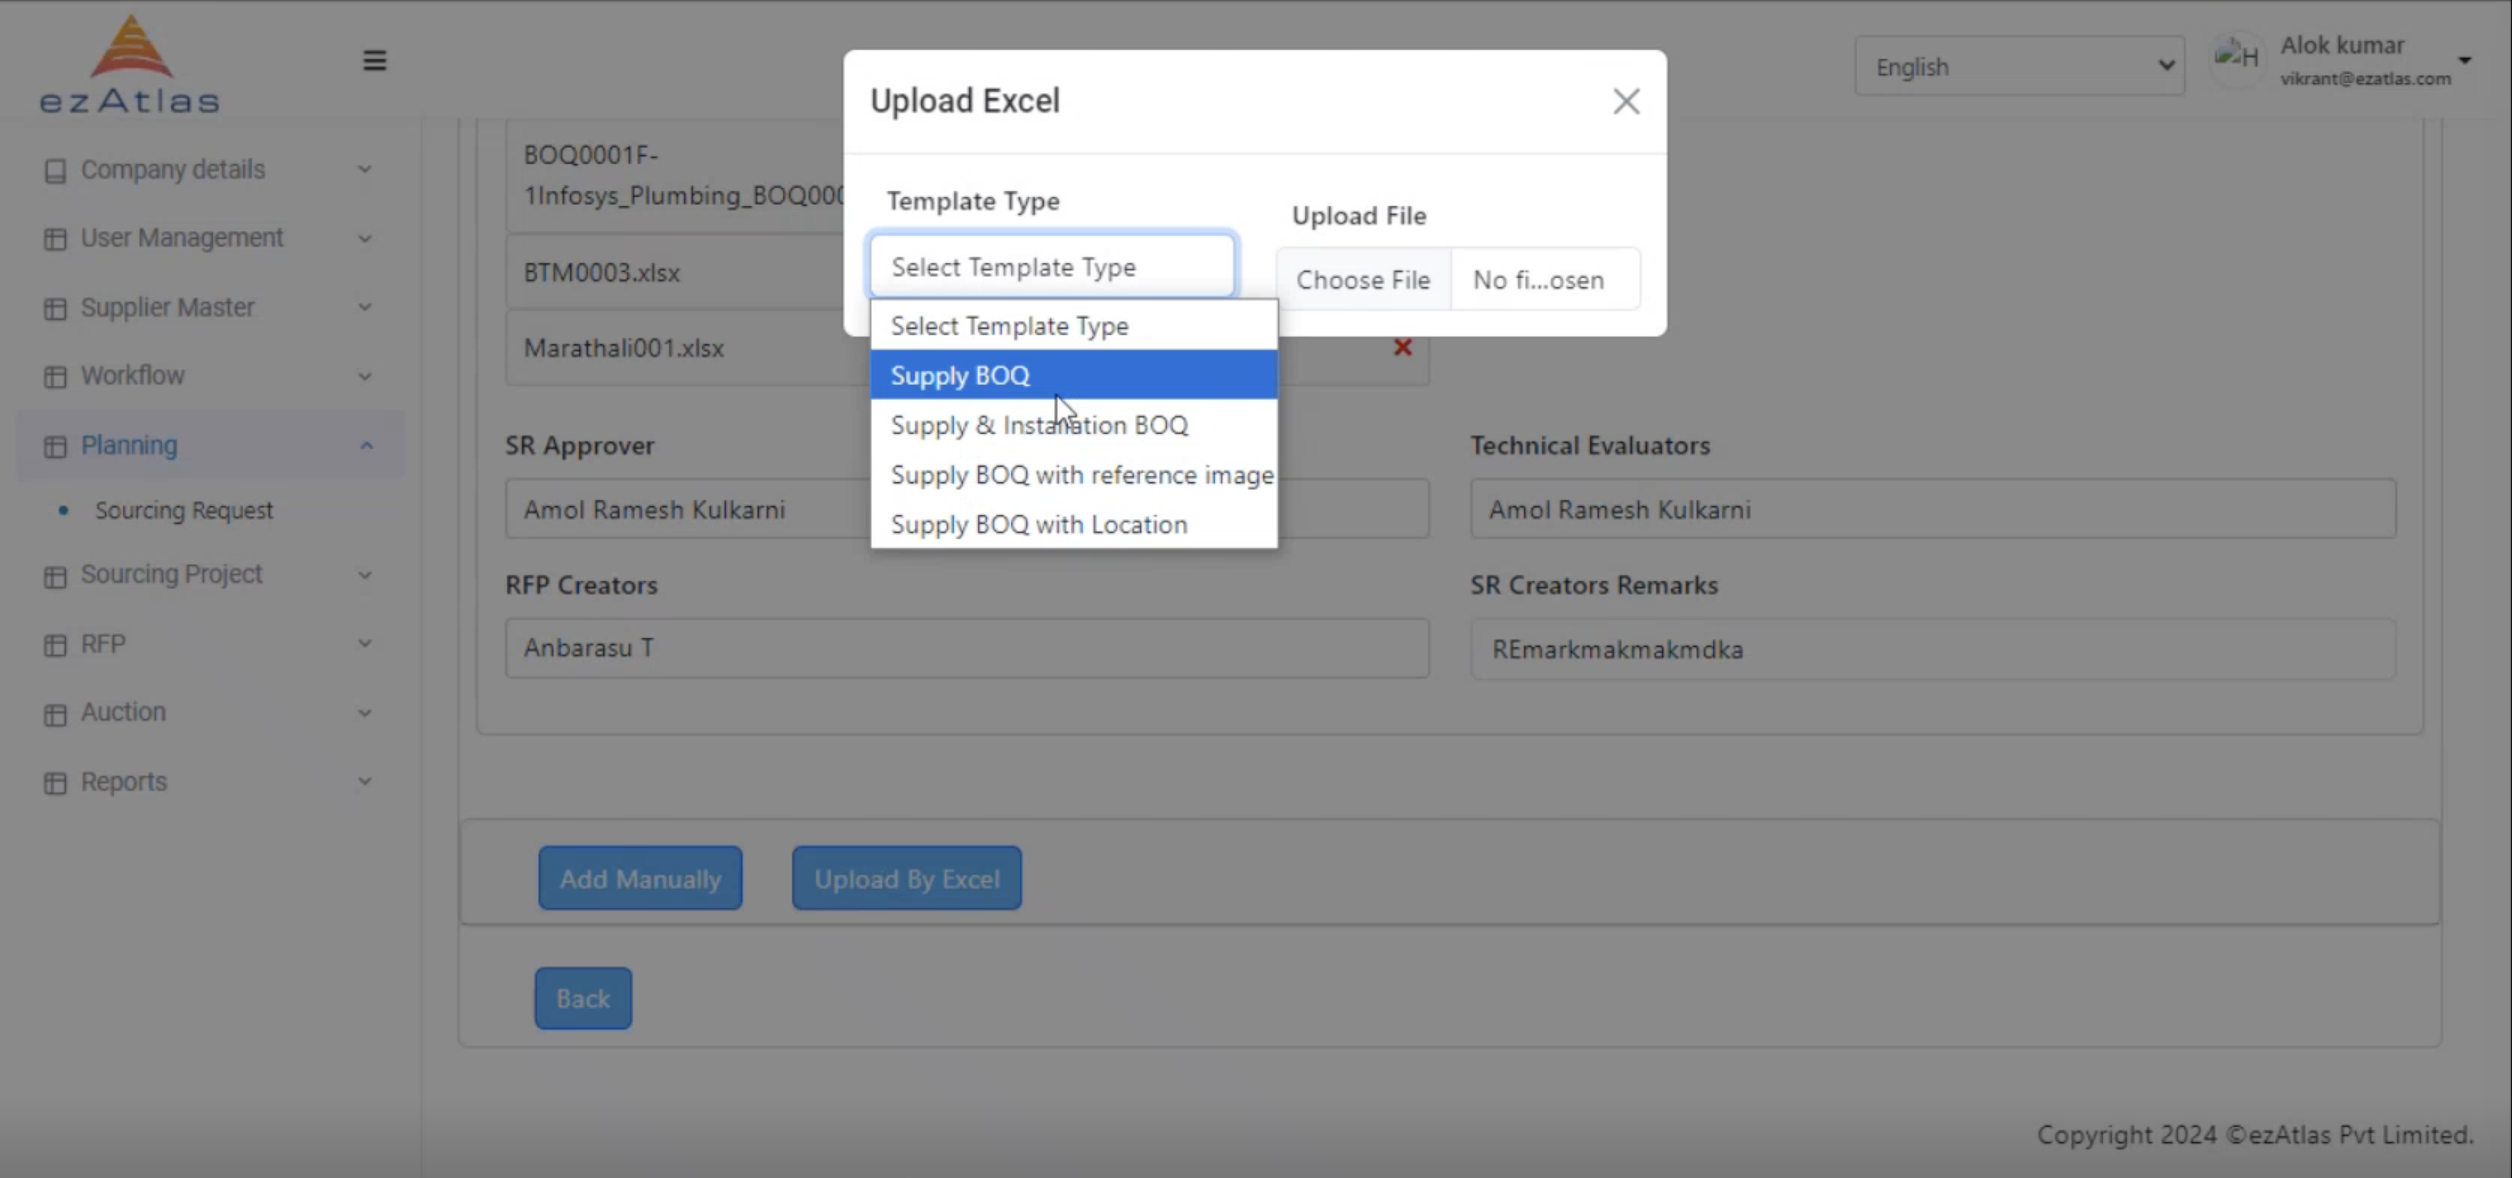 ezAtlas
English
H
Alok kumar
vikrant@ezatlas.com
Company details
User Management
Supplier Master
Workflow
Planning
Sourcing Request
Sourcing Project
RFP
Auction
Reports
Upload Excel
Template Type
Select Template Type
Upload File
Choose File
No fi...osen
Select Template Type
Supply BOQ
Supply & Installation BOQ
Supply BOQ with reference image
Supply BOQ with Location
BOQ0001F-
1Infosys_Plumbing_BOQ000
BTM0003.xlsx
Marathali001.xlsx
SR Approver
Amol Ramesh Kulkarni
Technical Evaluators
Amol Ramesh Kulkarni
RFP Creators
Anbarasu T
SR Creators Remarks
REmarkmakmakmdka
Add Manually
Upload By Excel
Back
Copyright 2024 ©ezAtlas Pvt Limited.